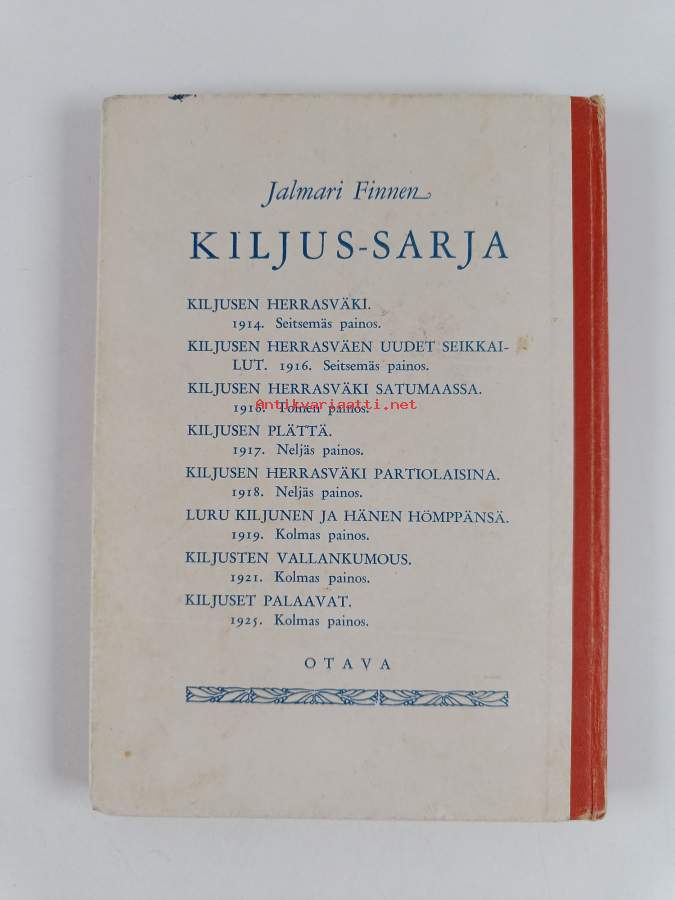 Jalmari Finnen
KILJUS-SARJA
KILJUSEN HERRASVÄKI.
1914. Seitsemäs painos.
KILJUSEN HERRASVÄEN UUDET SEIKKAI-
LUT. 1916. Seitsemäs painos.
KILJUSEN HERRASVÄKI SATUMAASSA.
painos.
Antikvariaatti.net
KILJUSEN PLÄTTÄ.
1917. Neljäs painos.
KILJUSEN HERRASVÄKI PARTIOLAISINA.
1918. Neljäs painos.
LURU KILJUNEN JA HÄNEN HÖMPPÄNSÄ.
1919. Kolmas painos.
KILJUSTEN VALLANKUMOUS.
1921. Kolmas painos.
KILJUSET PALAAVAT.
1925. Kolmas painos.
OTAVA